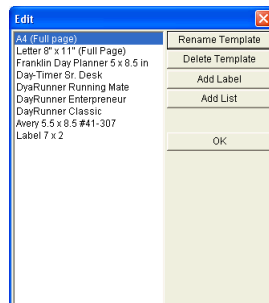 Edit
A4 (Full page)
Letter 8" x 11" (Full Page)
Franklin Day Planner 5 x 8.5 in
Day-Timer Sr. Desk
DyaRunner Running Mate
DayRunner Enterpreneur
DayRunner Classic
Avery 5.5 x 8.5 #41-307
Label 7 x 2
Rename Template
Delete Template
Add Label
Add List
OK